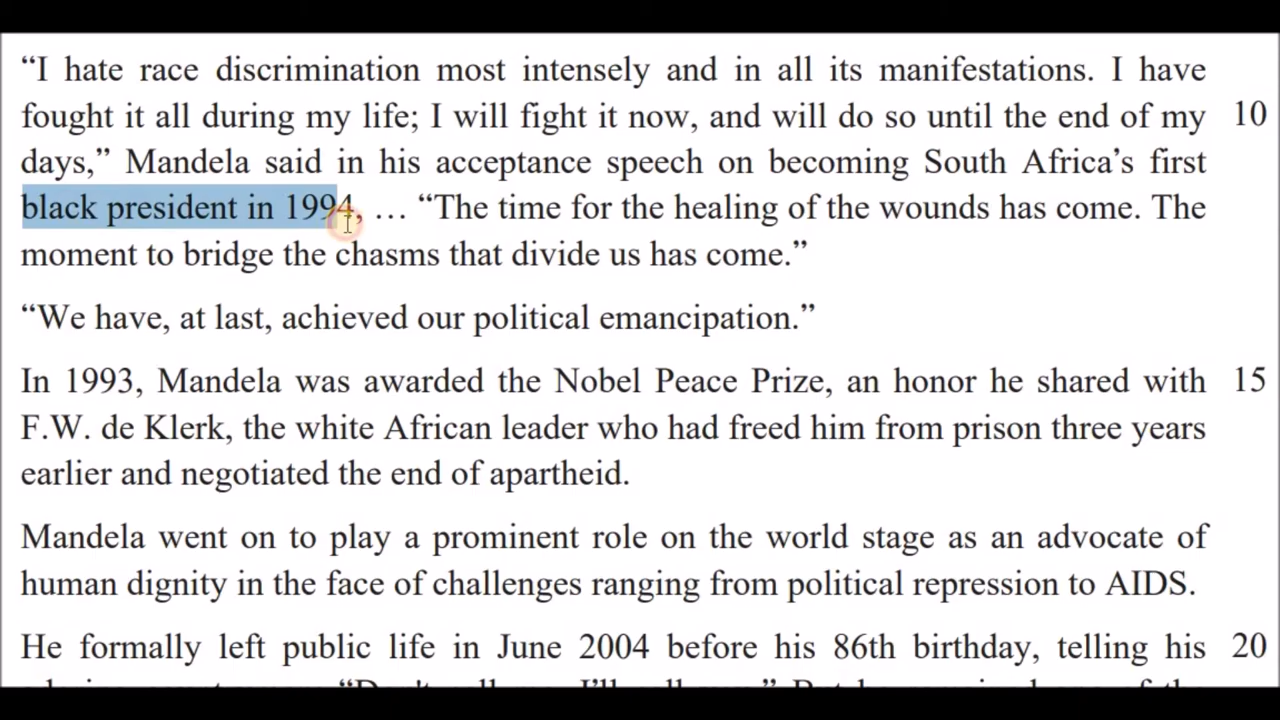 “I hate race discrimination most intensely and in all its manifestations. I have
fought it all during my life; I will fight it now, and will do so until the end of my 10
days,” Mandela said in his acceptance speech on becoming South Africa’s first
black president in 1994, … “The time for the healing of the wounds has come. The
moment to bridge the chasms that divide us has come.”
“We have, at last, achieved our political emancipation.”
In 1993, Mandela was awarded the Nobel Peace Prize, an honor he shared with 15
F.W. de Klerk, the white African leader who had freed him from prison three years
earlier and negotiated the end of apartheid.
Mandela went on to play a prominent role on the world stage as an advocate of
human dignity in the face of challenges ranging from political repression to AIDS.
He formally left public life in June 2004 before his 86th birthday, telling his 20